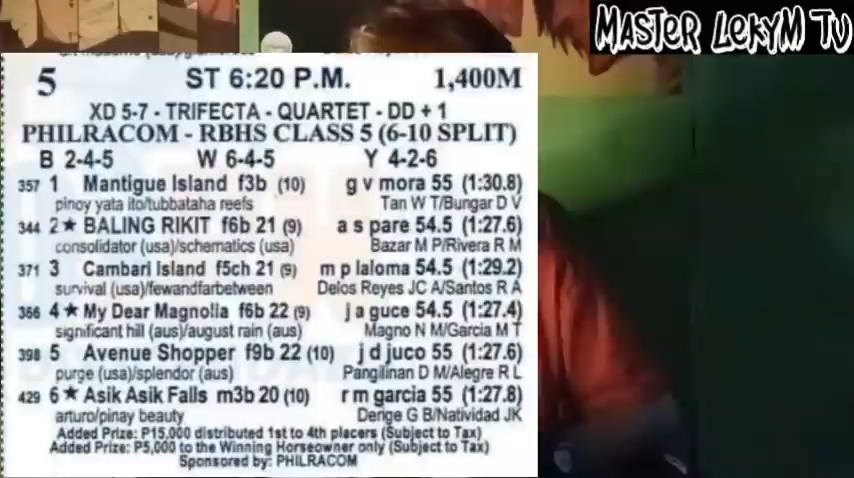 MASTER LEKYM TV
5 ST 6:20 P.M. 1,400M
XD 5-7 - TRIFECTA - QUARTET - DD + 1
PHILRACOM - RBHS CLASS 5 (6-10 SPLIT)
B 2-4-5 W 6-4-5 Y 4-2-6
357 1 Mantigue Island f3b (10) g v mora 55 (1:30.8)
pinoy yata ito/tubbataha reefs Tan W T/Bungar D V
344 2★ BALING RIKIT f6b 21 (9) a s pare 54.5 (1:27.6)
consolidator (usa)/schematics (usa) Bazar M P/Rivera R M
371 3 Cambari Island f5ch 21 (9) m p laloma 54.5 (1:29.2)
survival (usa)/fewandfarbetween Delos Reyes JC A/Santos R A
366 4★ My Dear Magnolia f6b 22 (9) j a guce 54.5 (1:27.4)
significant hill (aus)/august rain (aus) Magno N M/Garcia M T
398 5 Avenue Shopper f9b 22 (10) j d juco 55 (1:27.6)
purge (usa)/splendor (aus) Pangilinan D M/Alegre R L
429 6★ Asik Asik Falls m3b 20 (10) r m garcia 55 (1:27.8)
arturo/pinay beauty Derige G B/Natividad JK
Added Prize: P15,000 distributed 1st to 4th placers (Subject to Tax)
Added Prize: P5,000 to the Winning Horseowner only (Subject to Tax)
Sponsored by: PHILRACOM